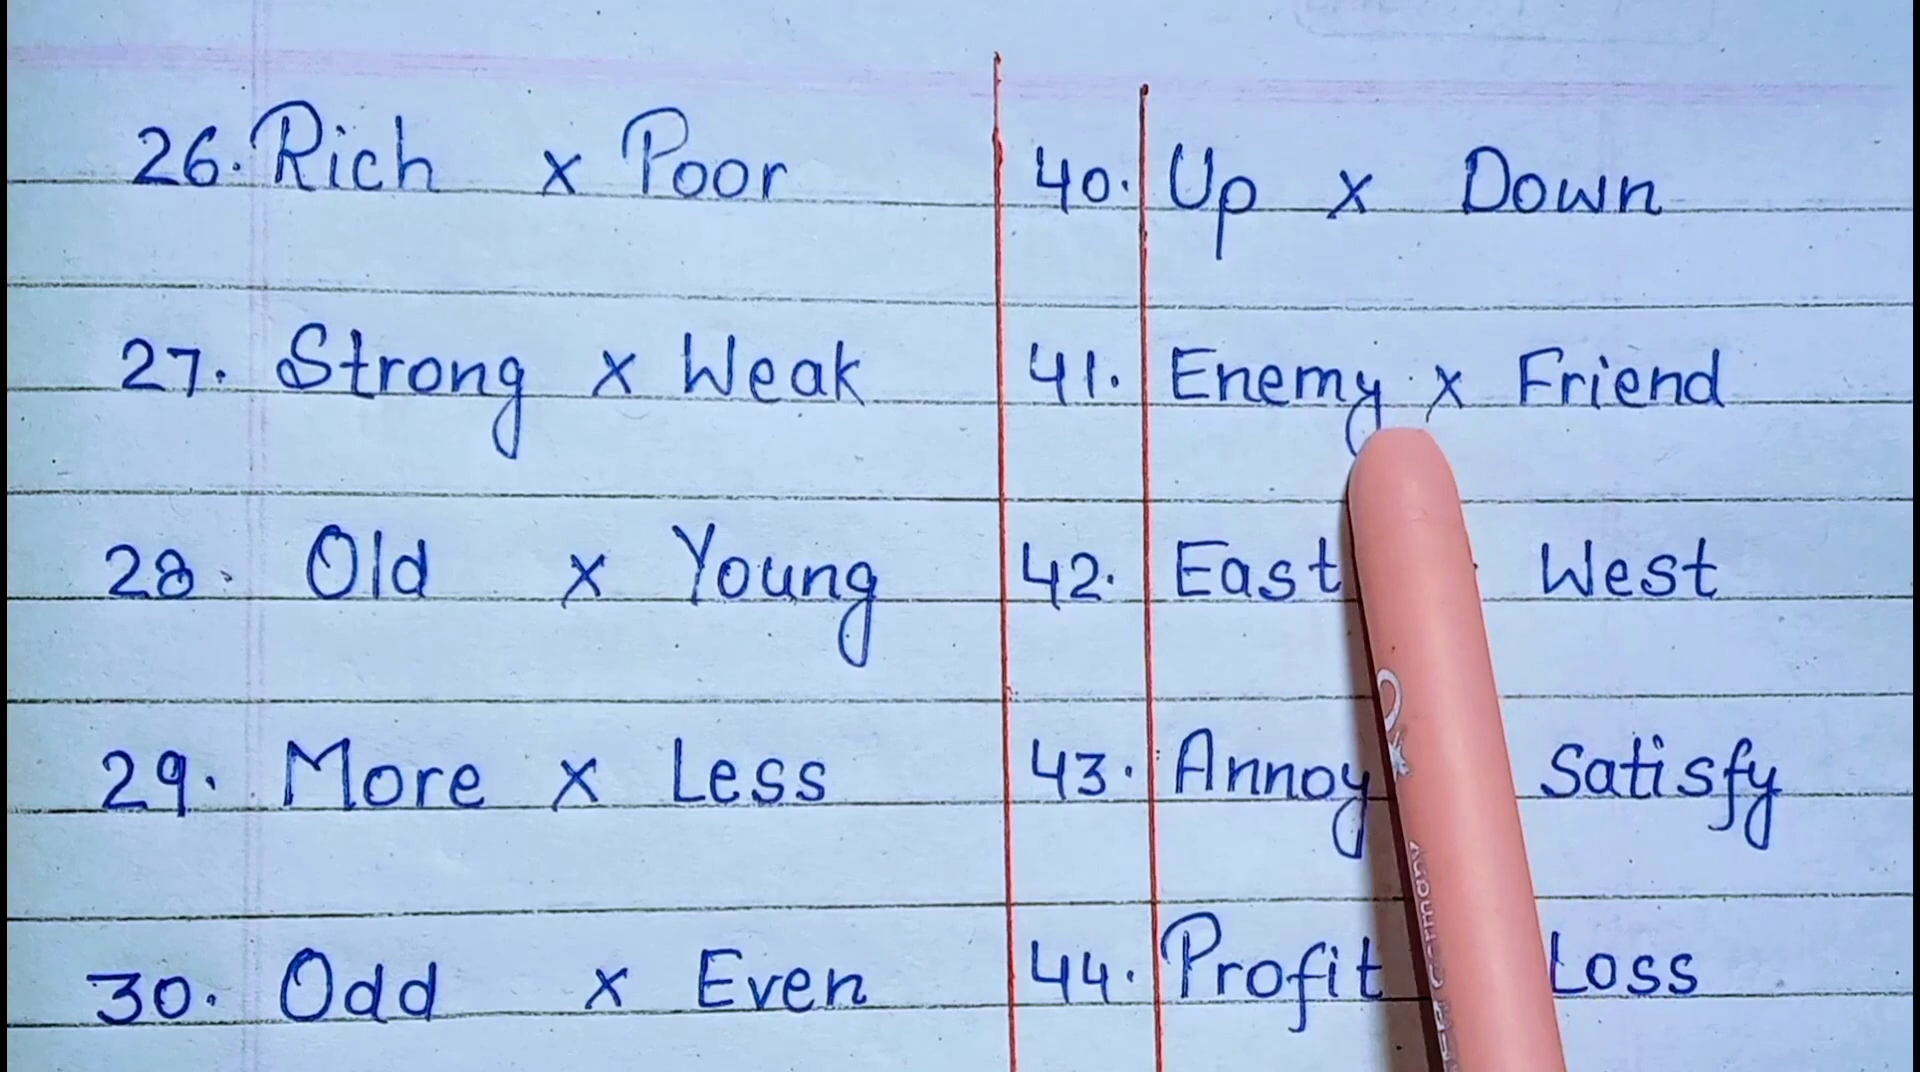 26. Rich x Poor
27. Strong x Weak
28. Old x Young
29. More x Less
30. Odd x Even
40. Up x Down
41. Enemy x Friend
42. East West
43. Annoy Satisfy
44. Profit Loss
Germany